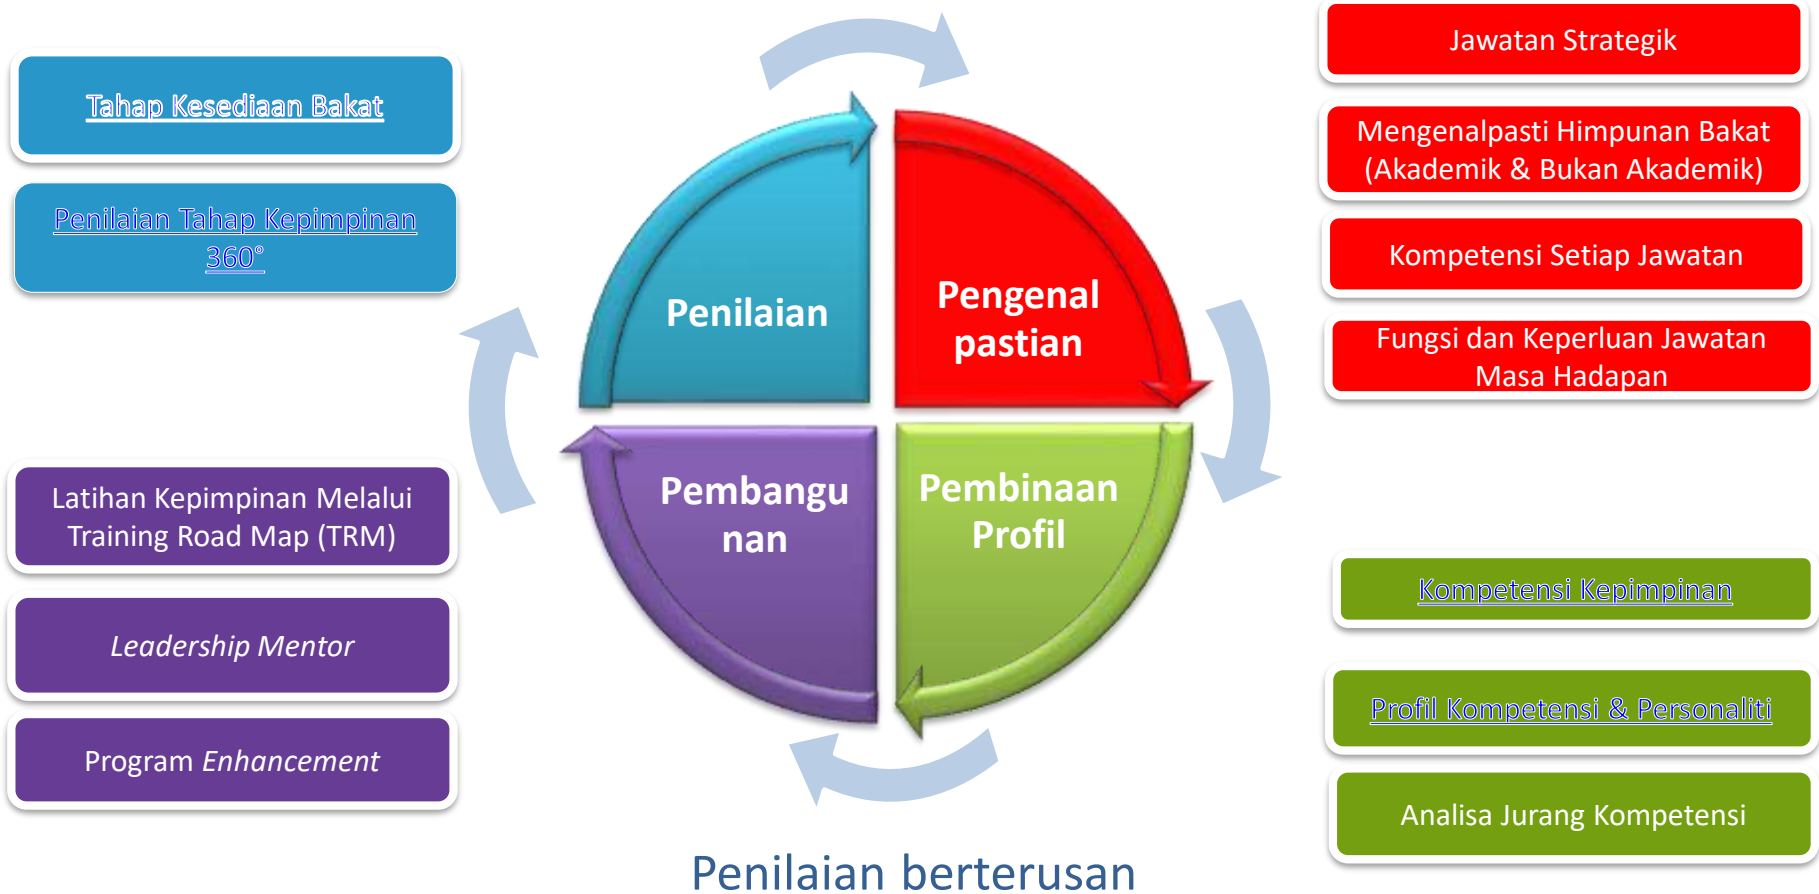 Tahap Kesediaan Bakat
Penilaian Tahap Kepimpinan
360°
Latihan Kepimpinan Melalui
Training Road Map (TRM)
Leadership Mentor
Program Enhancement
Penilaian
Pengenal
pastian
Pembangu
nan
Pembinaan
Profil
Jawatan Strategik
Mengenalpasti Himpunan Bakat
(Akademik & Bukan Akademik)
Kompetensi Setiap Jawatan
Fungsi dan Keperluan Jawatan
Masa Hadapan
Kompetensi Kepimpinan
Profil Kompetensi & Personaliti
Analisa Jurang Kompetensi
Penilaian berterusan